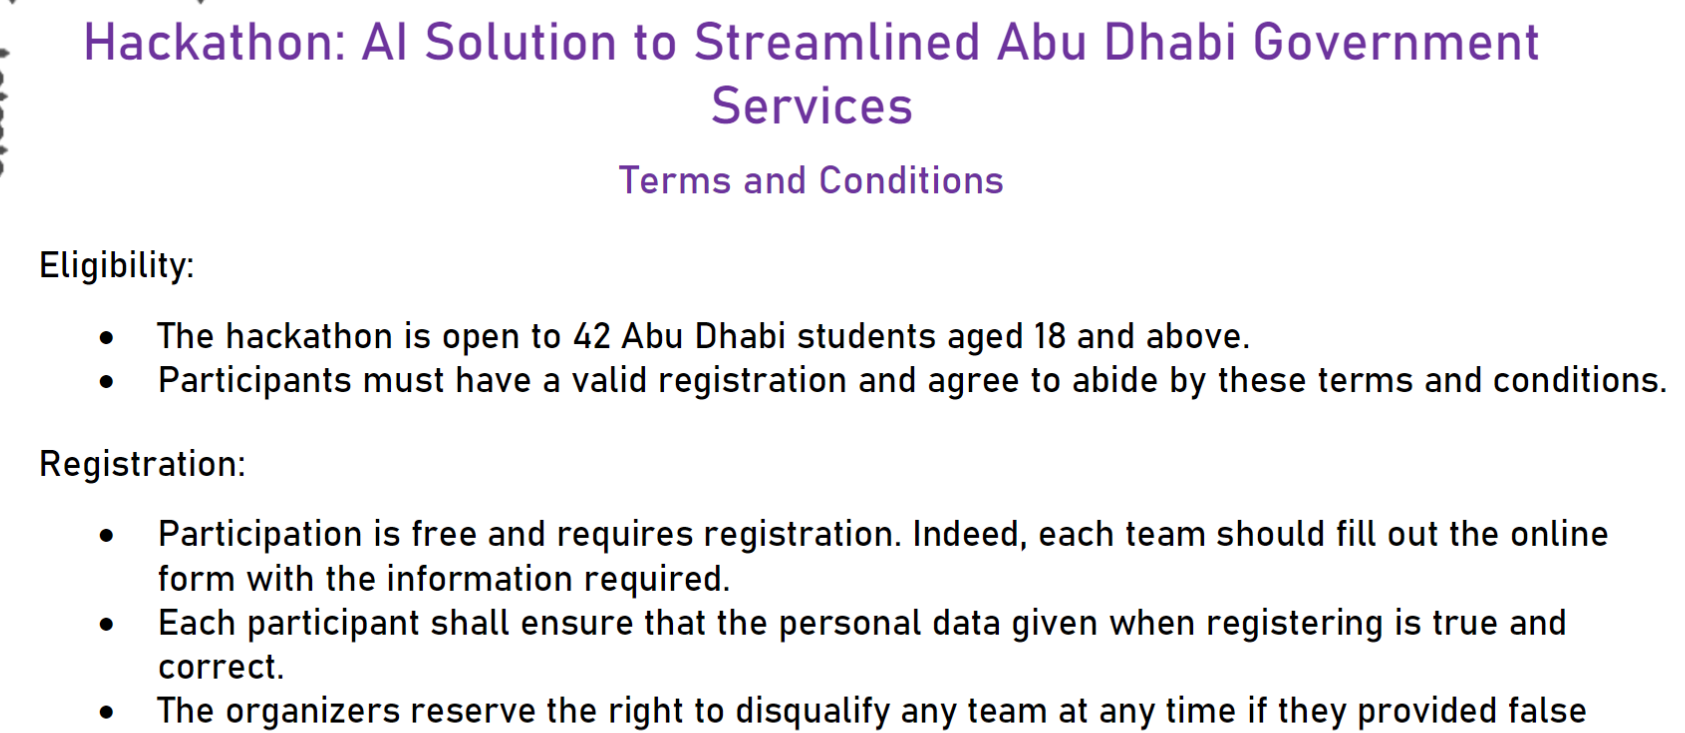 Hackathon: AI Solution to Streamlined Abu Dhabi Government
Services
Terms and Conditions
Eligibility:
• The hackathon is open to 42 Abu Dhabi students aged 18 and above.
• Participants must have a valid registration and agree to abide by these terms and conditions.
Registration:
• Participation is free and requires registration. Indeed, each team should fill out the online
form with the information required.
• Each participant shall ensure that the personal data given when registering is true and
correct.
• The organizers reserve the right to disqualify any team at any time if they provided false